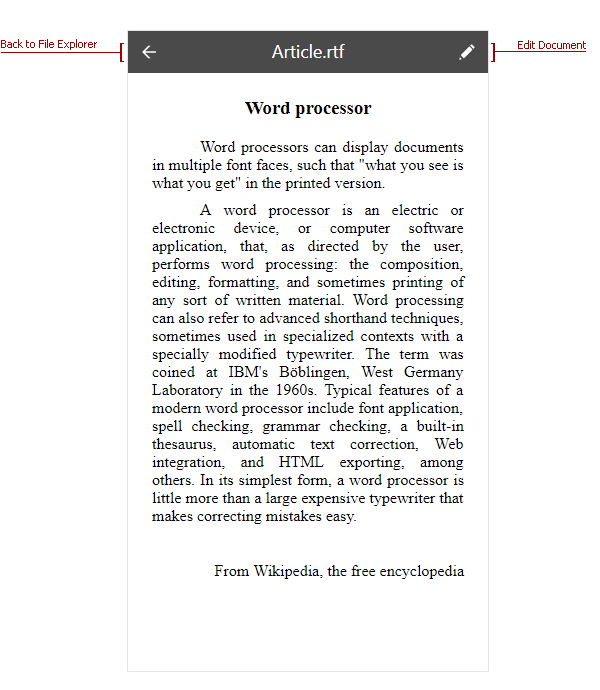 Back to File Explorer
Article.rtf
Edit Document
Word processor
Word processors can display documents
in multiple font faces, such that "what you see is
what you get" in the printed version.
A word processor is an electric or
electronic device, or computer software
application, that, as directed by the user,
performs word processing: the composition,
editing, formatting, and sometimes printing of
any sort of written material. Word processing
can also refer to advanced shorthand techniques,
sometimes used in specialized contexts with a
specially modified typewriter. The term was
coined at IBM's Böblingen, West Germany
Laboratory in the 1960s. Typical features of a
modern word processor include font application,
spell checking, grammar checking, a built-in
thesaurus, automatic text correction, Web
integration, and HTML exporting, among
others. In its simplest form, a word processor is
little more than a large expensive typewriter that
makes correcting mistakes easy.
From Wikipedia, the free encyclopedia